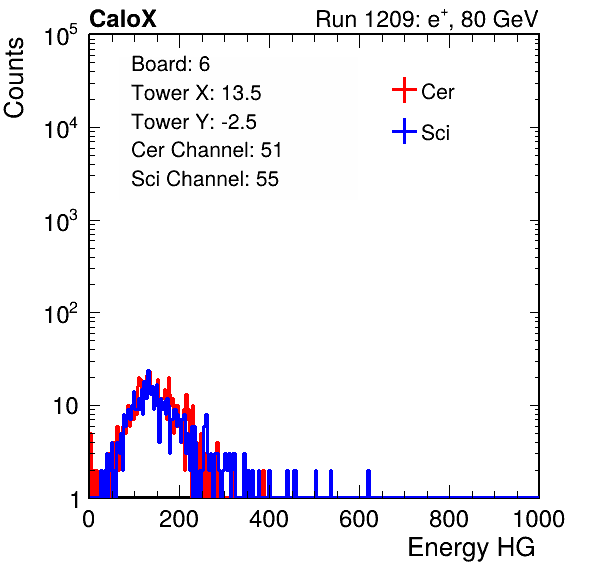 CaloX Run 1209: e⁺, 80 GeV
Counts
10⁵
10⁴
10³
10²
10
1
Board: 6
Tower X: 13.5
Tower Y: -2.5
Cer Channel: 51
Sci Channel: 55
Cer
Sci
0 200 400 600 800 1000
Energy HG